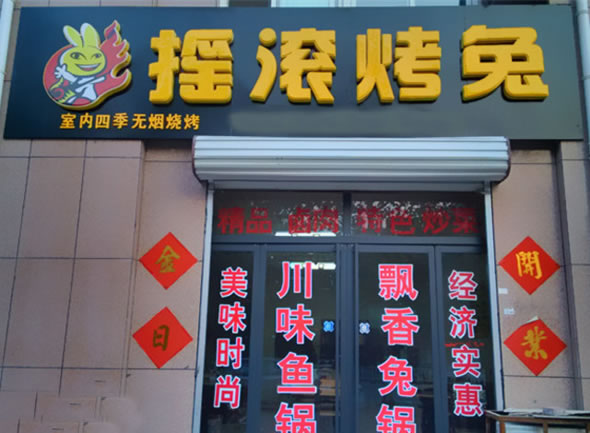 摇滚烤兔
室内四季无烟烧烤
精品 卤肉 特色 炒菜
金日
開業
美味时尚
川味鱼锅
飘香兔锅
经济实惠